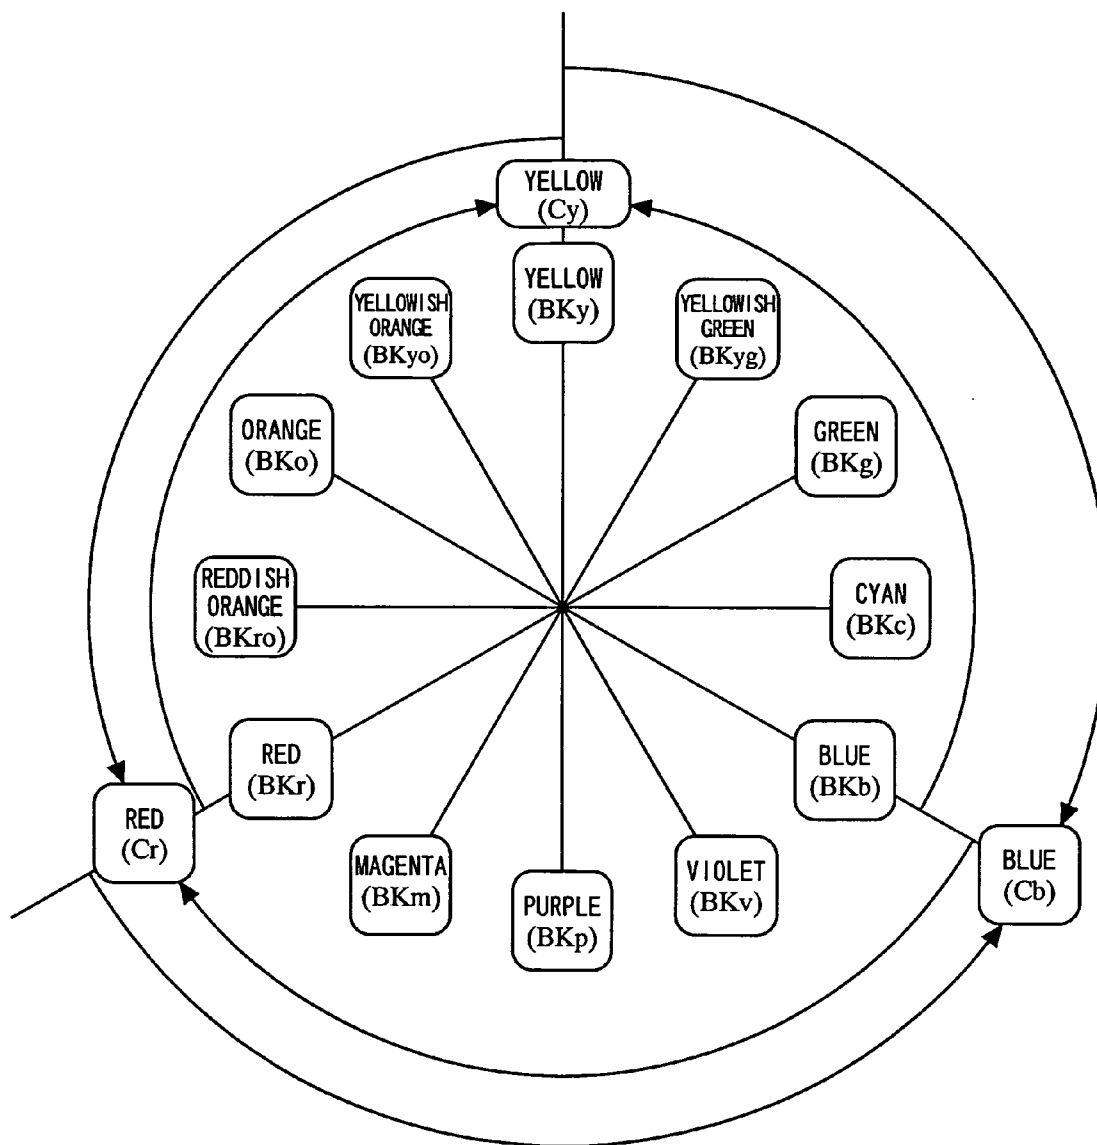 YELLOW
(Cy)
YELLOW
(BKy)
YELLOWISH
ORANGE
(BKyo)
YELLOWISH
GREEN
(BKyg)
ORANGE
(BKo)
GREEN
(BKg)
REDDISH
ORANGE
(BKro)
CYAN
(BKc)
RED
(BKr)
BLUE
(BKb)
RED
(Cr)
BLUE
(Cb)
MAGENTA
(BKm)
VIOLET
(BKv)
PURPLE
(BKp)